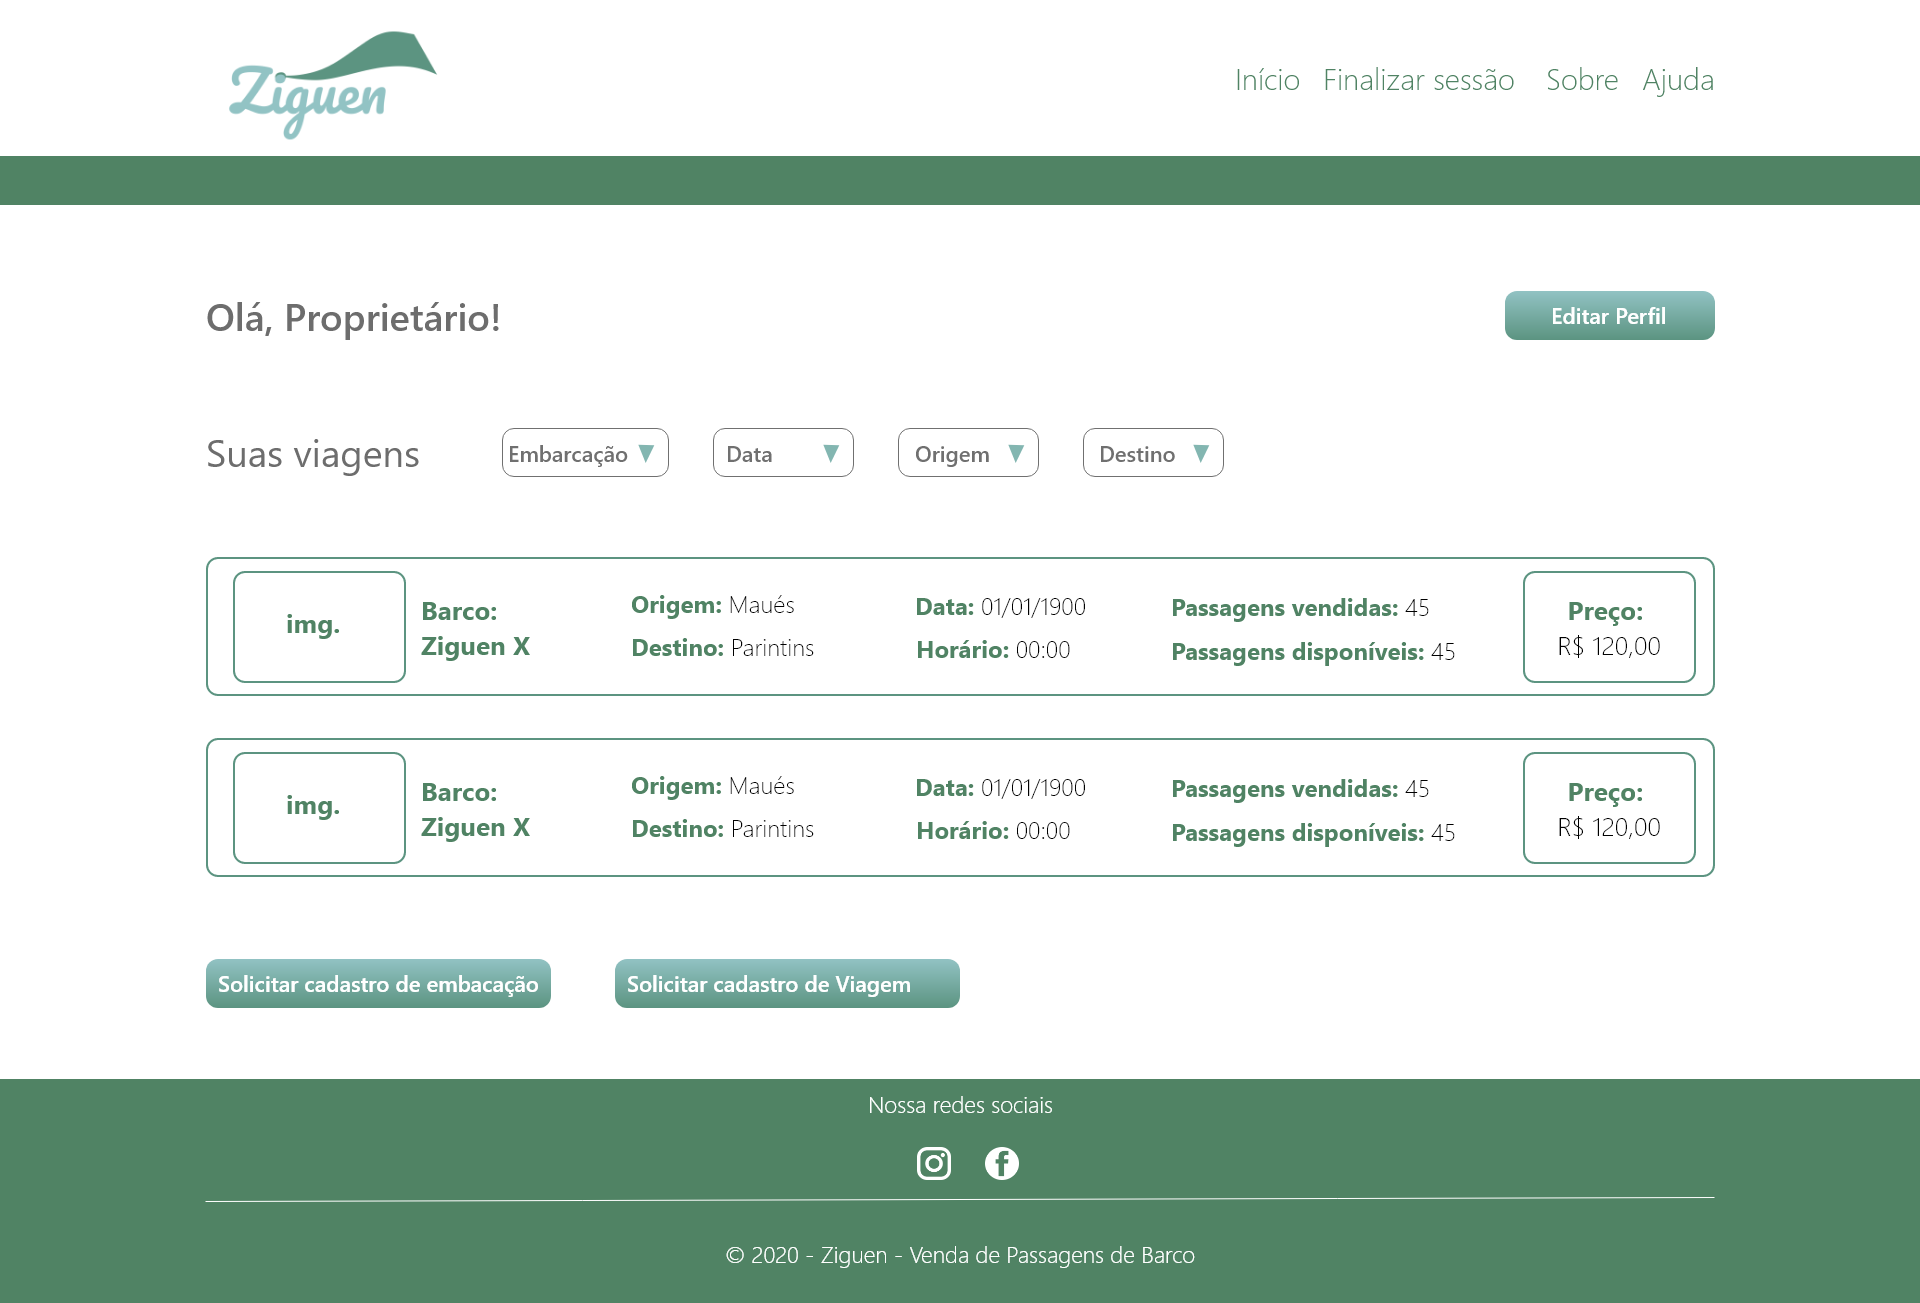 Ziguen
Início Finalizar sessão Sobre Ajuda
Olá, Proprietário!
Editar Perfil
Suas viagens
Embarcação
Data
Origem
Destino
img.
Barco:
Ziguen X
Origem: Maués
Destino: Parintins
Data: 01/01/1900
Horário: 00:00
Passagens vendidas: 45
Passagens disponíveis: 45
Preço:
R$ 120,00
img.
Barco:
Ziguen X
Origem: Maués
Destino: Parintins
Data: 01/01/1900
Horário: 00:00
Passagens vendidas: 45
Passagens disponíveis: 45
Preço:
R$ 120,00
Solicitar cadastro de embacação
Solicitar cadastro de Viagem
Nossa redes sociais
© 2020 - Ziguen - Venda de Passagens de Barco